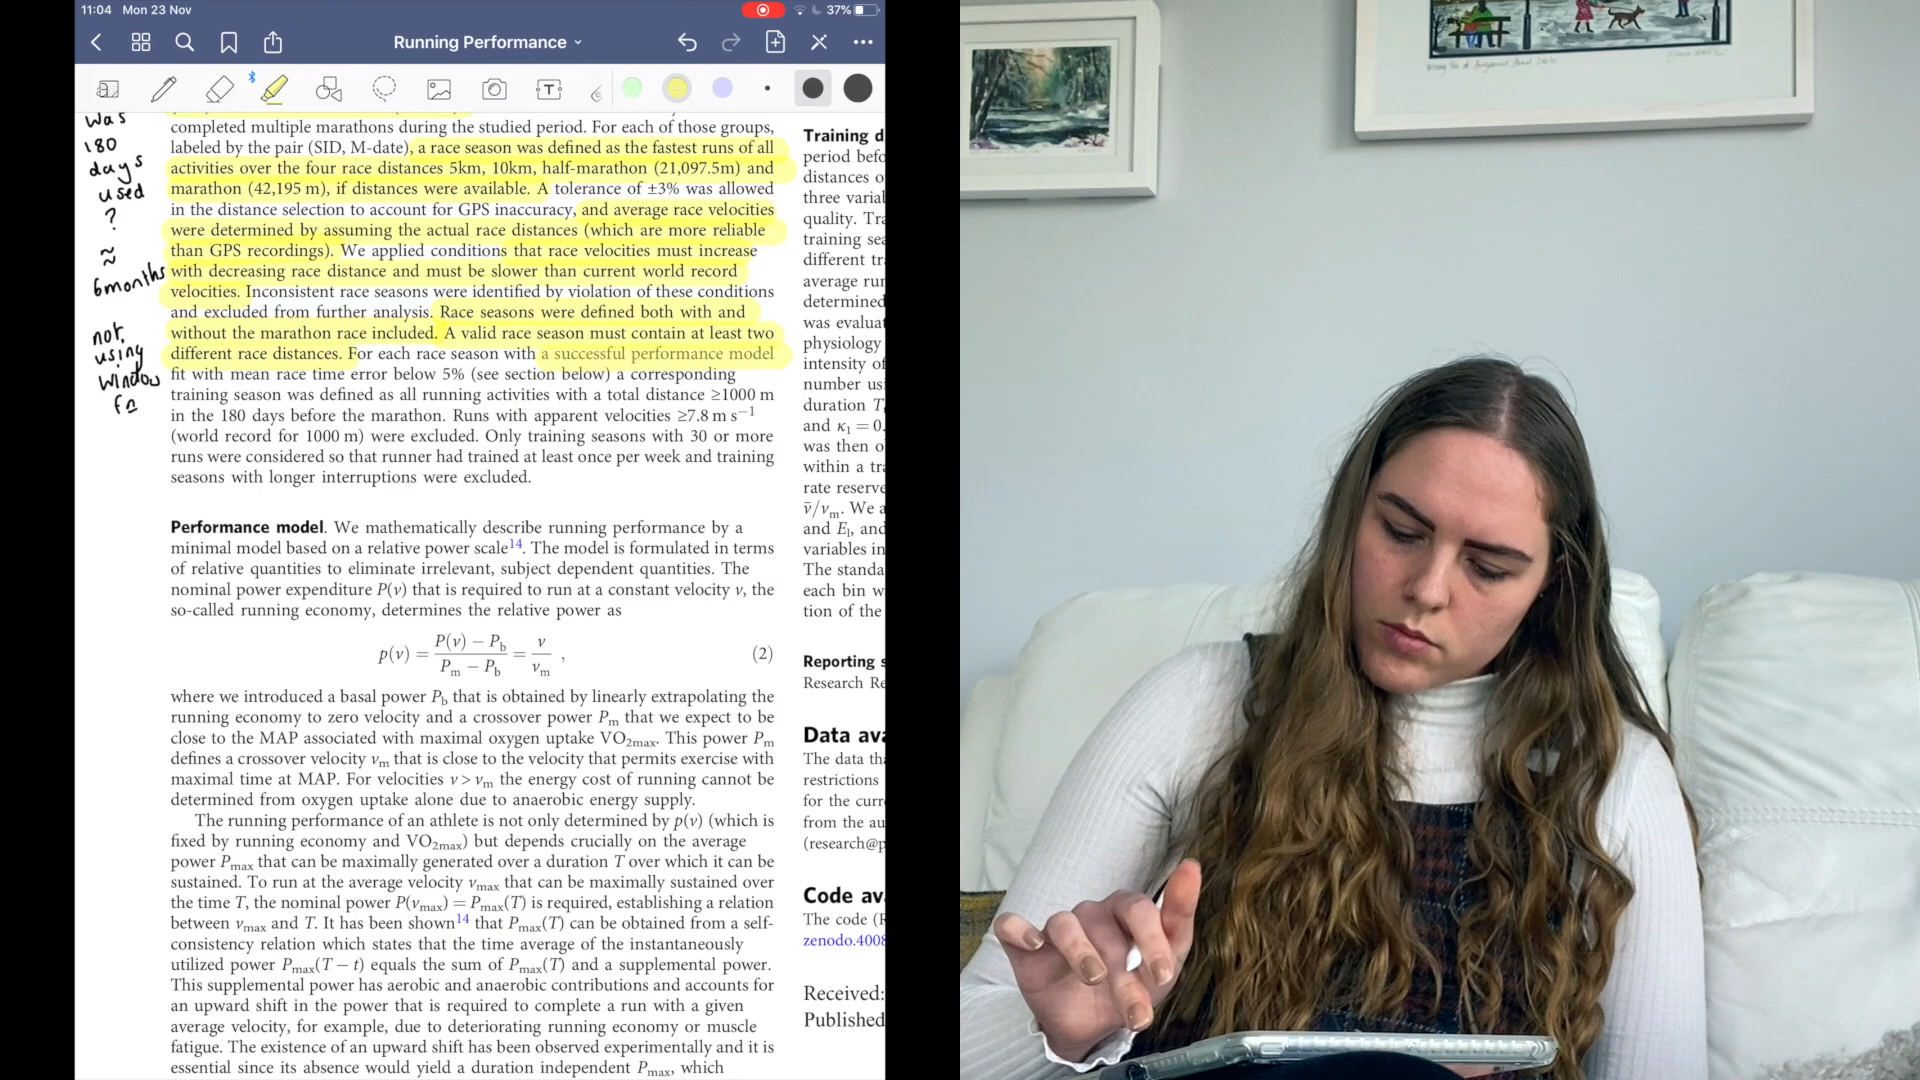 11:04 Mon 23 Nov
37%
Running Performance
was
180
days
used
?
≈
6months
not
using
window
fn
completed multiple marathons during the studied period. For each of those groups,
labeled by the pair (SID, M-date), a race season was defined as the fastest runs of all
activities over the four race distances 5km, 10km, half-marathon (21,097.5m) and
marathon (42,195 m), if distances were available. A tolerance of ±3% was allowed
in the distance selection to account for GPS inaccuracy, and average race velocities
were determined by assuming the actual race distances (which are more reliable
than GPS recordings). We applied conditions that race velocities must increase
with decreasing race distance and must be slower than current world record
velocities. Inconsistent race seasons were identified by violation of these conditions
and excluded from further analysis. Race seasons were defined both with and
without the marathon race included. A valid race season must contain at least two
different race distances. For each race season with a successful performance model
fit with mean race time error below 5% (see section below) a corresponding
training season was defined as all running activities with a total distance ≥1000 m
in the 180 days before the marathon. Runs with apparent velocities ≥7.8 m s⁻¹
(world record for 1000 m) were excluded. Only training seasons with 30 or more
runs were considered so that runner had trained at least once per week and training
seasons with longer interruptions were excluded.
Performance model. We mathematically describe running performance by a
minimal model based on a relative power scale¹⁴. The model is formulated in terms
of relative quantities to eliminate irrelevant, subject dependent quantities. The
nominal power expenditure P(v) that is required to run at a constant velocity v, the
so-called running economy, determines the relative power as
p(v) = (P(v) − Pb)/(Pm − Pb) = v/vm , (2)
where we introduced a basal power Pb that is obtained by linearly extrapolating the
running economy to zero velocity and a crossover power Pm that we expect to be
close to the MAP associated with maximal oxygen uptake VO2max. This power Pm
defines a crossover velocity vm that is close to the velocity that permits exercise with
maximal time at MAP. For velocities v > vm the energy cost of running cannot be
determined from oxygen uptake alone due to anaerobic energy supply.
The running performance of an athlete is not only determined by p(v) (which is
fixed by running economy and VO2max) but depends crucially on the average
power Pmax that can be maximally generated over a duration T over which it can be
sustained. To run at the average velocity vmax that can be maximally sustained over
the time T, the nominal power P(vmax) = Pmax(T) is required, establishing a relation
between vmax and T. It has been shown¹⁴ that Pmax(T) can be obtained from a self-
consistency relation which states that the time average of the instantaneously
utilized power Pmax(T − t) equals the sum of Pmax(T) and a supplemental power.
This supplemental power has aerobic and anaerobic contributions and accounts for
an upward shift in the power that is required to complete a run with a given
average velocity, for example, due to deteriorating running economy or muscle
fatigue. The existence of an upward shift has been observed experimentally and it is
essential since its absence would yield a duration independent Pmax, which
Training d
period befo
distances o
three varia
quality. Tra
training sea
different tr
average run
determined
was evaluat
physiology
intensity of
number us
duration T
and κ1 = 0.
was then o
within a tra
rate reserve
v̄/vm. We a
and El, and
variables in
The standa
each bin w
tion of the
Reporting s
Research Re
Data ava
The data tha
restrictions
for the curr
from the au
(research@p
Code av
The code (R
zenodo.4008
Received:
Published